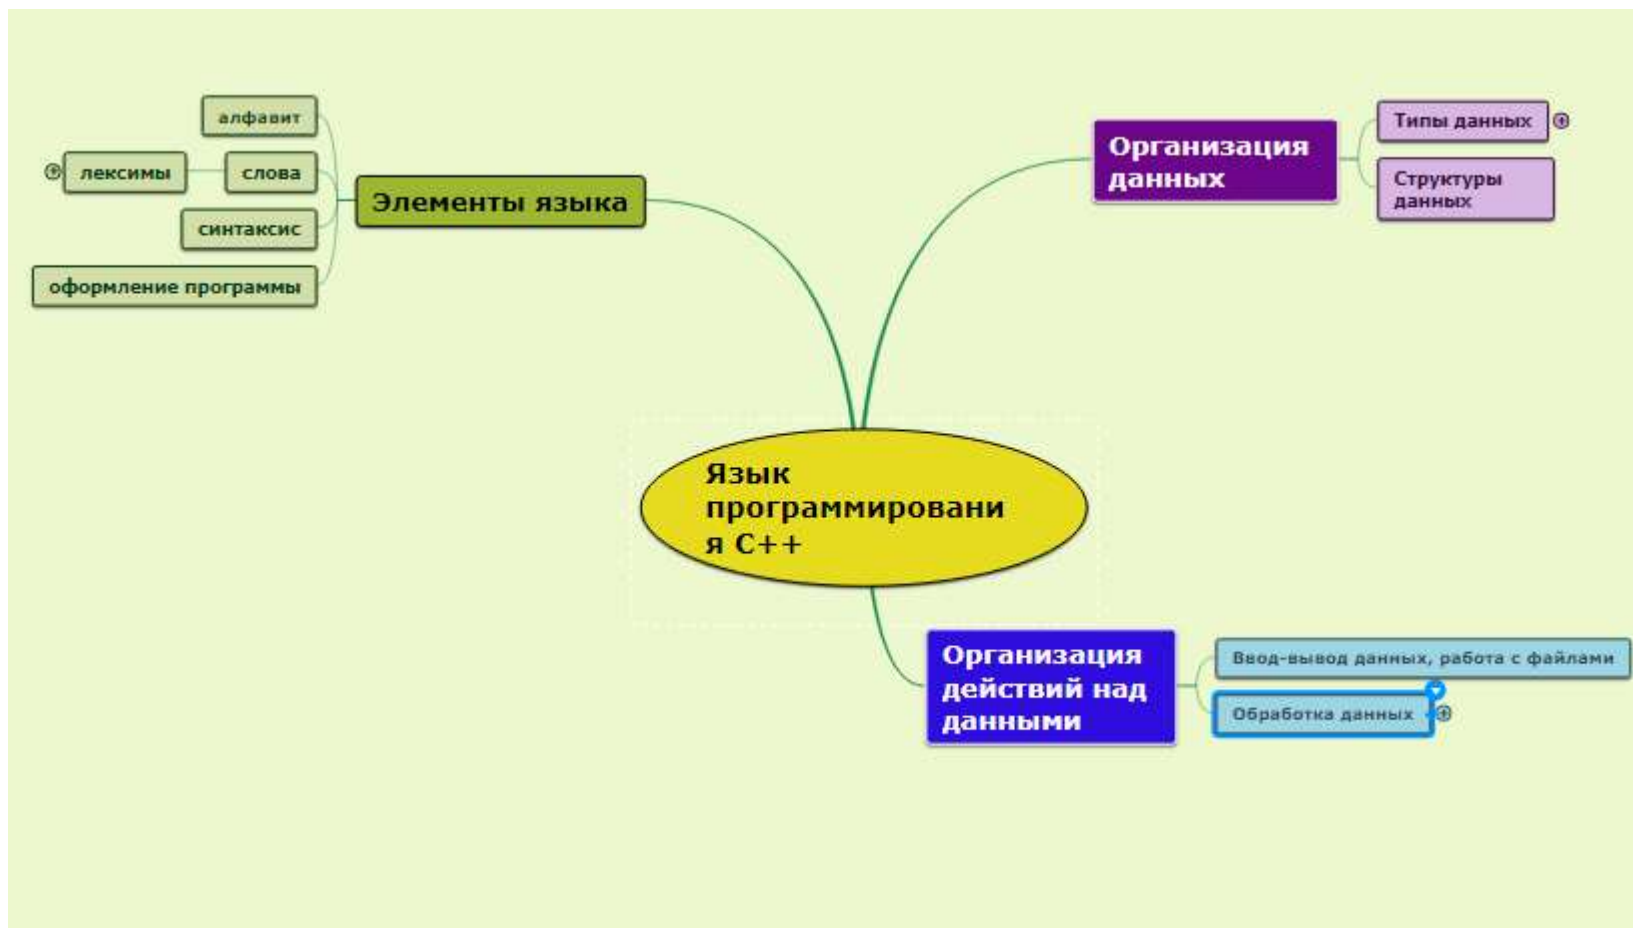 алфавит
лексимы
слова
Элементы языка
синтаксис
оформление программы
Организация
данных
Типы данных
Структуры
данных
Язык
программировани
я С++
Организация
действий над
данными
Ввод-вывод данных, работа с файлами
Обработка данных